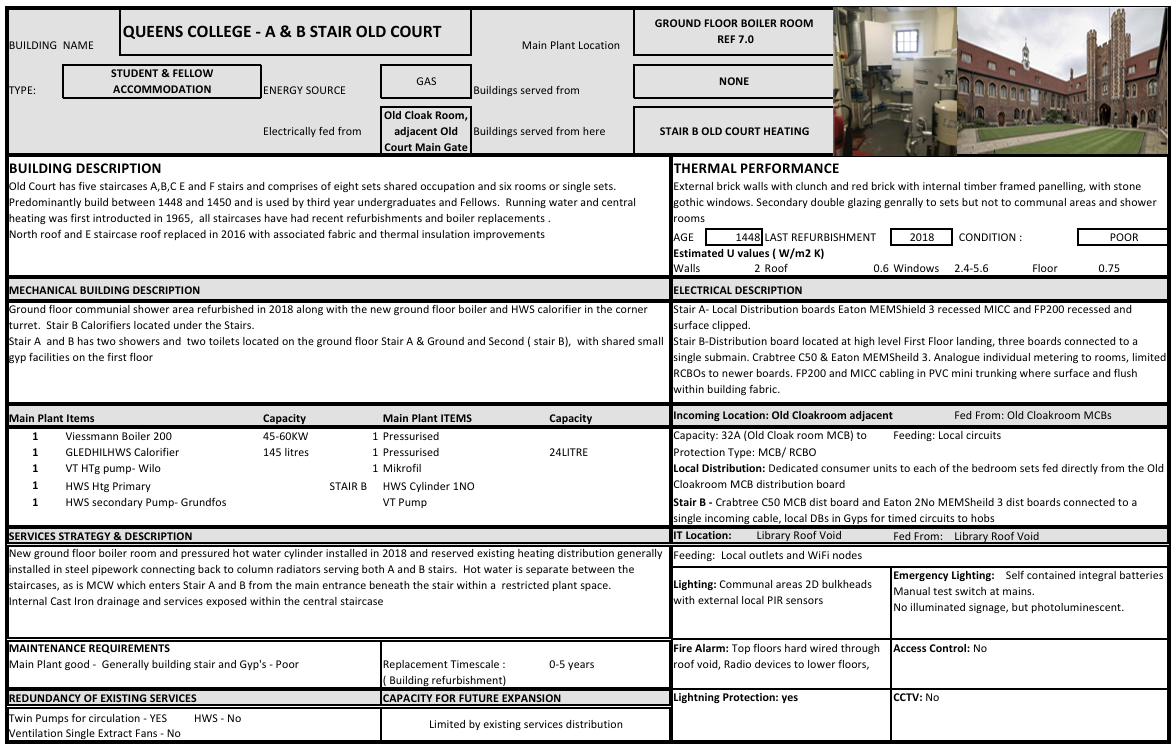 BUILDING NAME
QUEENS COLLEGE - A & B STAIR OLD COURT
Main Plant Location
GROUND FLOOR BOILER ROOM
REF 7.0
TYPE:
STUDENT & FELLOW
ACCOMMODATION
ENERGY SOURCE
GAS
Buildings served from
NONE
Electrically fed from
Old Cloak Room,
adjacent Old
Court Main Gate
Buildings served from here
STAIR B OLD COURT HEATING
BUILDING DESCRIPTION
Old Court has five staircases A,B,C E and F stairs and comprises of eight sets shared occupation and six rooms or single sets.
Predominantly build between 1448 and 1450 and is used by third year undergraduates and Fellows. Running water and central
heating was first introduced in 1965, all staircases have had recent refurbishments and boiler replacements .
North roof and E staircase roof replaced in 2016 with associated fabric and thermal insulation improvements
THERMAL PERFORMANCE
External brick walls with clunch and red brick with internal timber framed panelling, with stone
gothic windows. Secondary double glazing genrally to sets but not to communal areas and shower
rooms
AGE 1448 LAST REFURBISHMENT 2018 CONDITION : POOR
Estimated U values ( W/m2 K)
Walls 2 Roof 0.6 Windows 2.4-5.6 Floor 0.75
MECHANICAL BUILDING DESCRIPTION
Ground floor communial shower area refurbished in 2018 along with the new ground floor boiler and HWS calorifier in the corner
turret. Stair B Calorifiers located under the Stairs.
Stair A and B has two showers and two toilets located on the ground floor Stair A & Ground and Second ( stair B), with shared small
gyp facilities on the first floor
ELECTRICAL DESCRIPTION
Stair A- Local Distribution boards Eaton MEMShield 3 recessed MICC and FP200 recessed and
surface clipped.
Stair B-Distribution board located at high level First Floor landing, three boards connected to a
single submain. Crabtree C50 & Eaton MEMSheild 3. Analogue individual metering to rooms, limited
RCBOs to newer boards. FP200 and MICC cabling in PVC mini trunking where surface and flush
within building fabric.
Main Plant Items Capacity Main Plant ITEMS Capacity
1 Viessmann Boiler 200 45-60KW 1 Pressurised
1 GLEDHILHWS Calorifier 145 litres 1 Pressurised 24LITRE
1 VT HTg pump- Wilo 1 Mikrofil
1 HWS Htg Primary STAIR B HWS Cylinder 1NO
1 HWS secondary Pump- Grundfos VT Pump
Incoming Location: Old Cloakroom adjacent Fed From: Old Cloakroom MCBs
Capacity: 32A (Old Cloak room MCB) to Feeding: Local circuits
Protection Type: MCB/ RCBO
Local Distribution: Dedicated consumer units to each of the bedroom sets fed directly from the Old
Cloakroom MCB distribution board
Stair B - Crabtree C50 MCB dist board and Eaton 2No MEMSheild 3 dist boards connected to a
single incoming cable, local DBs in Gyps for timed circuits to hobs
SERVICES STRATEGY & DESCRIPTION
New ground floor boiler room and pressured hot water cylinder installed in 2018 and reserved existing heating distribution generally
installed in steel pipework connecting back to column radiators serving both A and B stairs. Hot water is separate between the
staircases, as is MCW which enters Stair A and B from the main entrance beneath the stair within a restricted plant space.
Internal Cast Iron drainage and services exposed within the central staircase
IT Location: Library Roof Void Fed From: Library Roof Void
Feeding: Local outlets and WiFi nodes
Lighting: Communal areas 2D bulkheads
with external local PIR sensors
Emergency Lighting: Self contained integral batteries
Manual test switch at mains.
No illuminated signage, but photoluminescent.
MAINTENANCE REQUIREMENTS
Main Plant good - Generally building stair and Gyp's - Poor
Replacement Timescale : 0-5 years
( Building refurbishment)
Fire Alarm: Top floors hard wired through
roof void, Radio devices to lower floors,
Access Control: No
REDUNDANCY OF EXISTING SERVICES
CAPACITY FOR FUTURE EXPANSION
Lightning Protection: yes
CCTV: No
Twin Pumps for circulation - YES HWS - No
Ventilation Single Extract Fans - No
Limited by existing services distribution